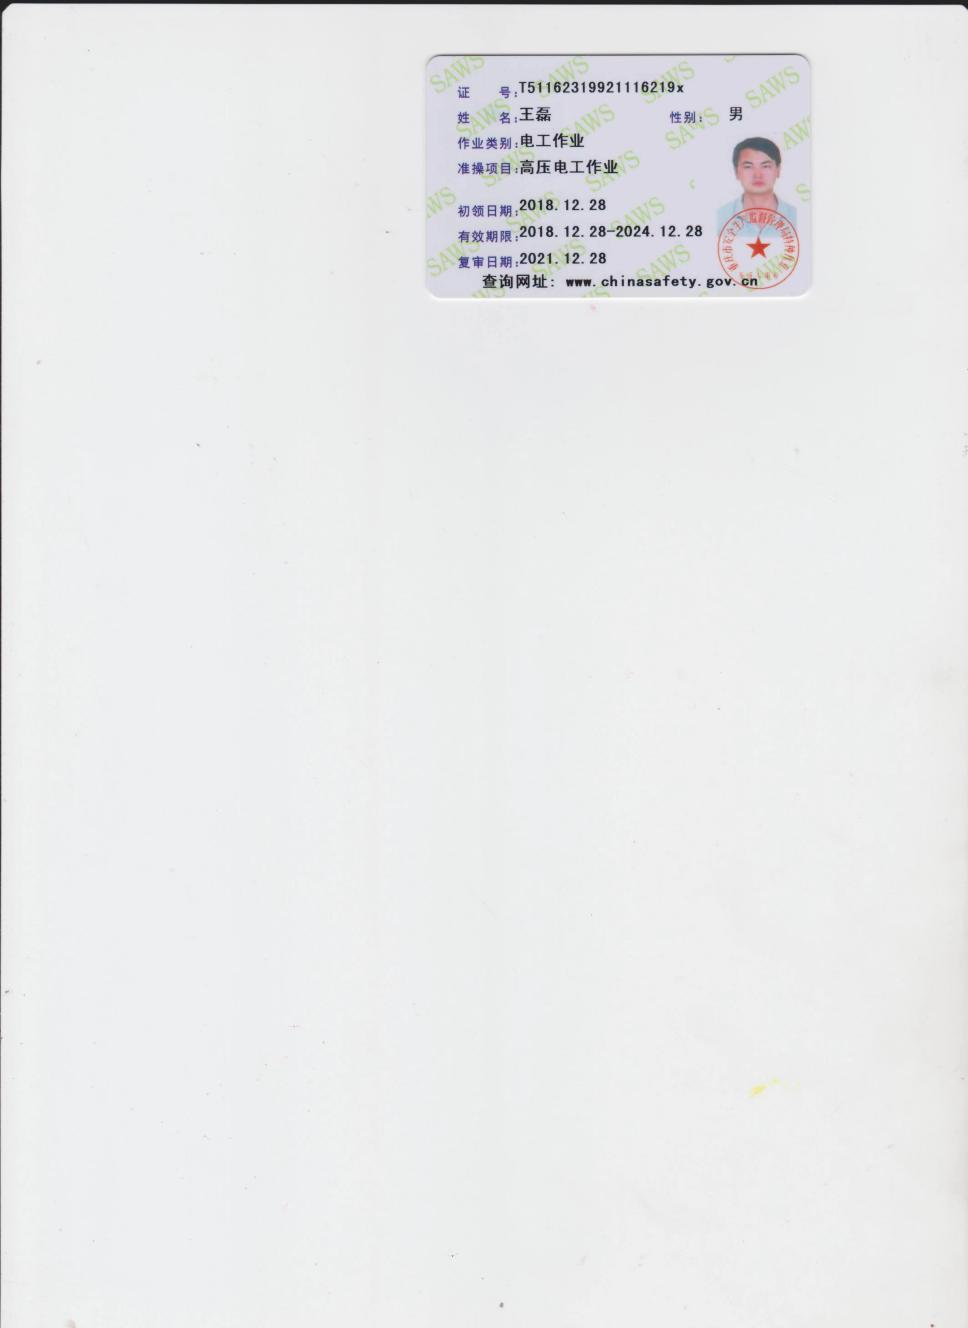 证 号:T51162319921116219x
姓 名:王磊 性别: 男
作业类别:电工作业
准操项目:高压电工作业
初领日期:2018.12.28
有效期限:2018.12.28-2024.12.28
复审日期:2021.12.28
查询网址: www.chinasafety.gov.cn
SAWS